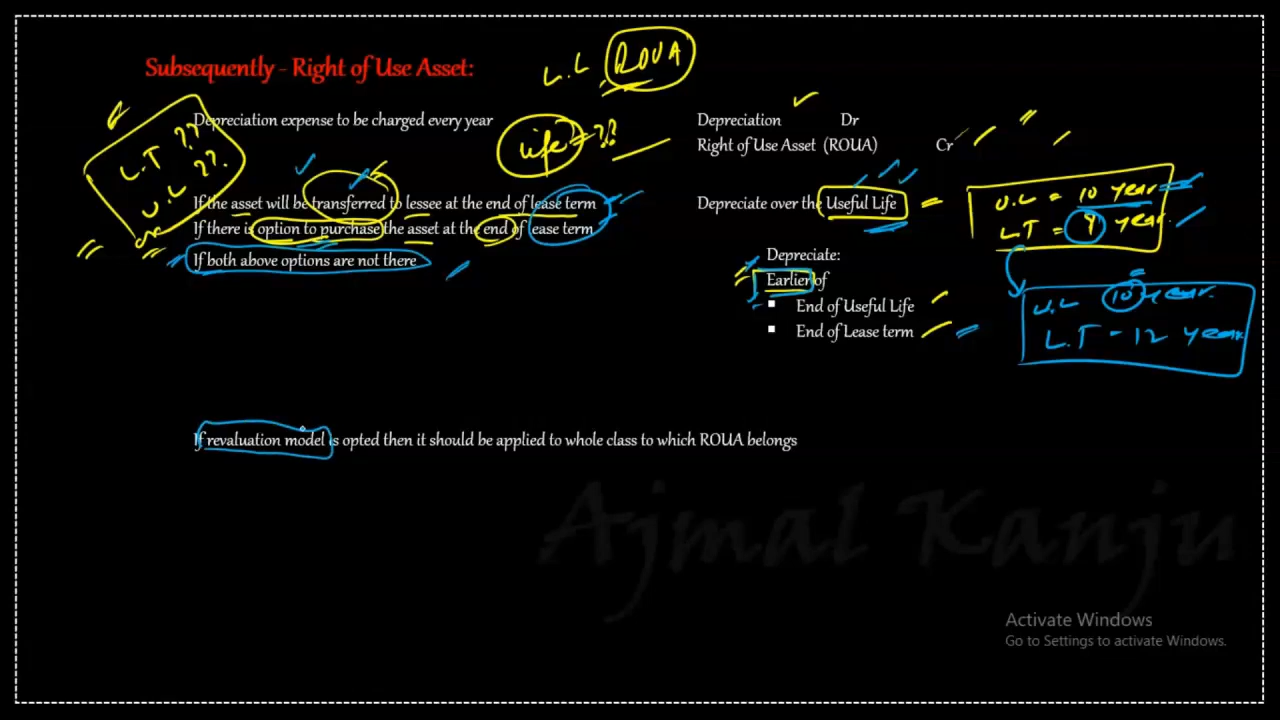 Subsequently - Right of Use Asset:
L.L ROUA
Depreciation expense to be charged every year
life = ??
Depreciation Dr
Right of Use Asset (ROUA) Cr
L.T ??
U.L ??
or
If the asset will be transferred to lessee at the end of lease term
Depreciate over the Useful Life =
U.L = 10 year
L.T = 9 year
If there is option to purchase the asset at the end of lease term
If both above options are not there
Depreciate:
Earlier of
▪ End of Useful Life
▪ End of Lease term
U.L 10 year
L.T - 12 year
If revaluation model is opted then it should be applied to whole class to which ROUA belongs
Ajmal Kanju
Activate Windows
Go to Settings to activate Windows.